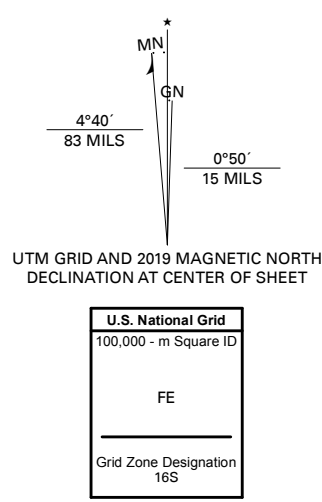 ★
MN
GN
4°40´
83 MILS
0°50´
15 MILS
UTM GRID AND 2019 MAGNETIC NORTH
DECLINATION AT CENTER OF SHEET
U.S. National Grid
100,000 - m Square ID
FE
Grid Zone Designation
16S